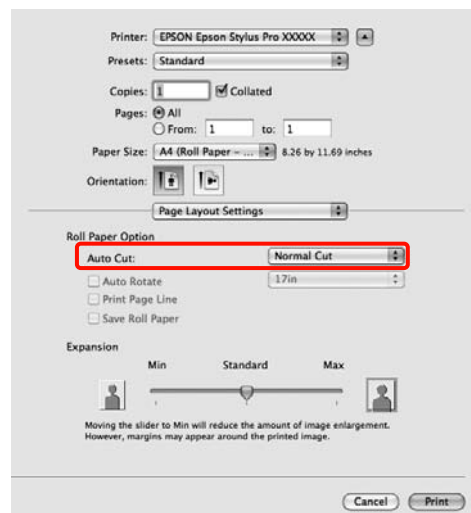 Printer: EPSON Epson Stylus Pro XXXXX
Presets: Standard
Copies: 1 Collated
Pages: All
From: 1 to: 1
Paper Size: A4 (Roll Paper – ... 8.26 by 11.69 inches
Orientation:
Page Layout Settings
Roll Paper Option
Auto Cut: Normal Cut
Auto Rotate 17in
Print Page Line
Save Roll Paper
Expansion
Min Standard Max
Moving the slider to Min will reduce the amount of image enlargement.
However, margins may appear around the printed image.
Cancel Print